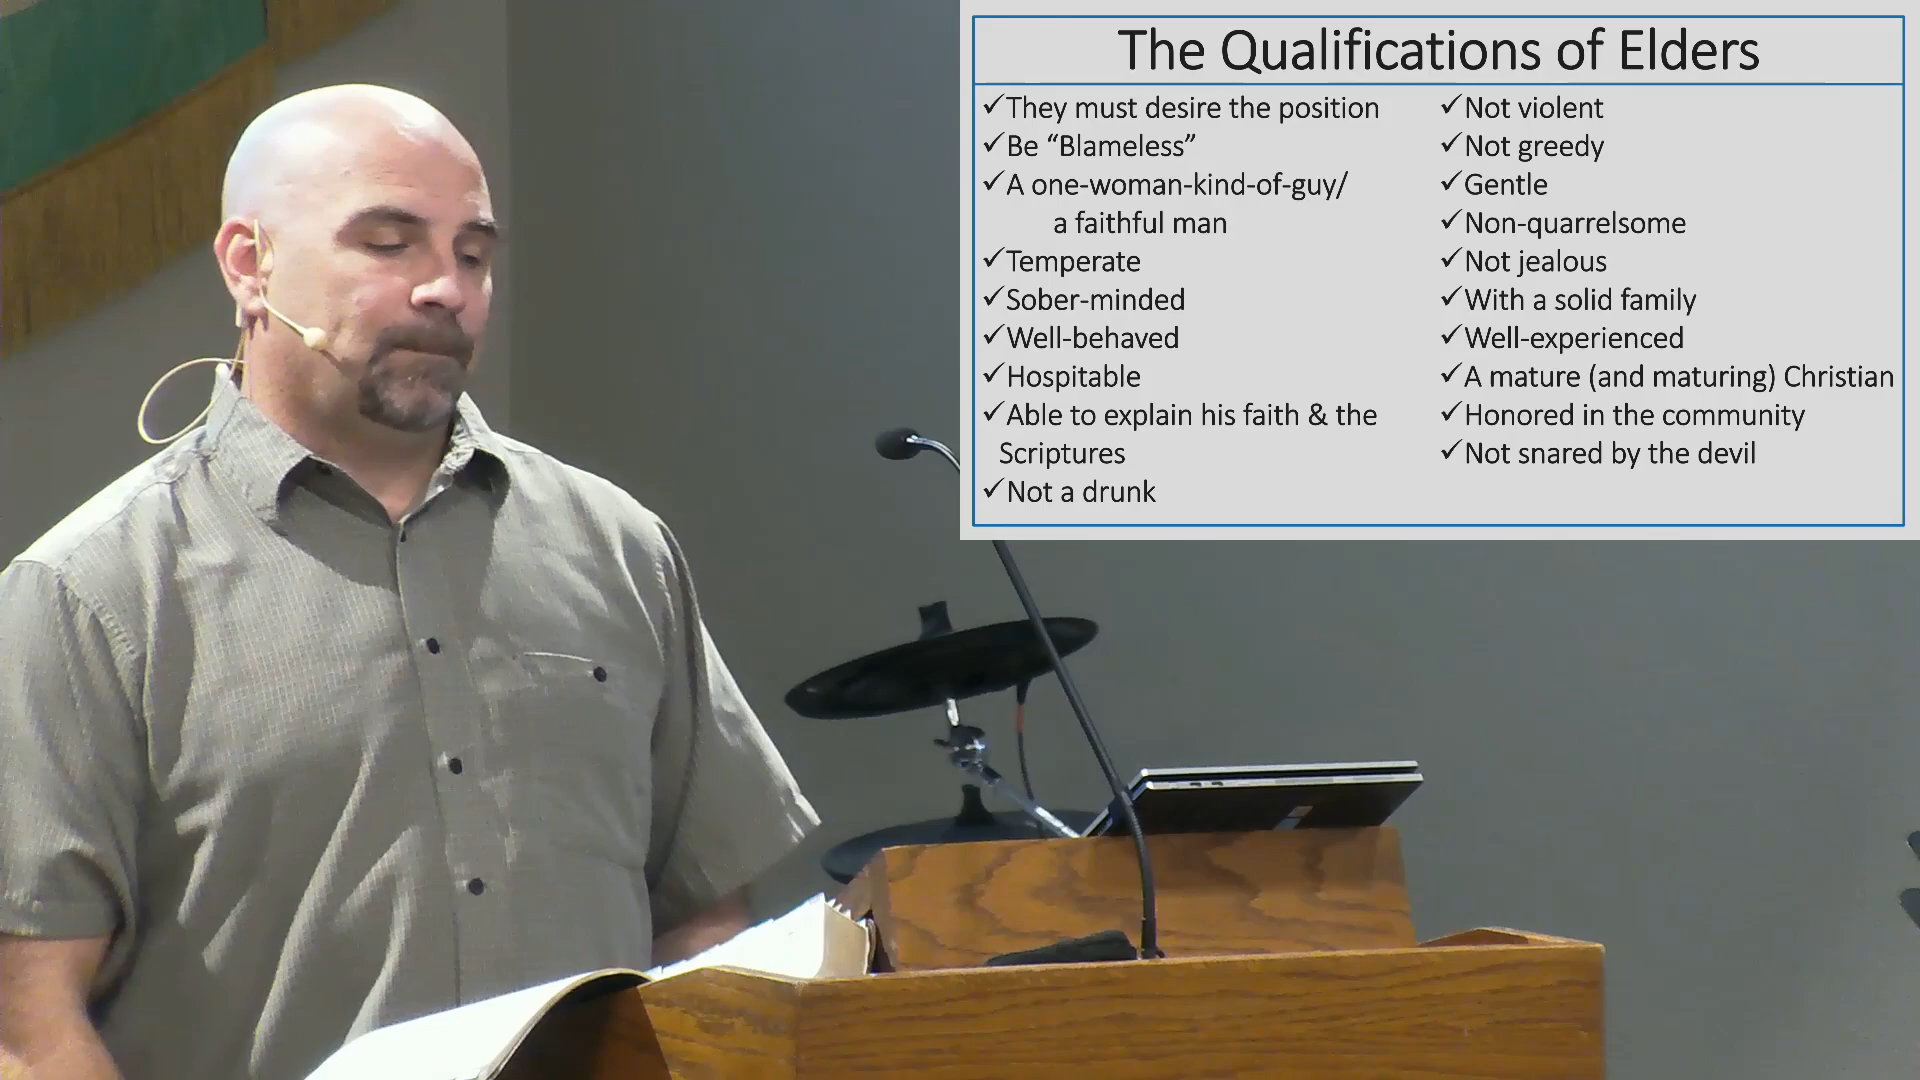 The Qualifications of Elders
✓They must desire the position
✓Be “Blameless”
✓A one-woman-kind-of-guy/
a faithful man
✓Temperate
✓Sober-minded
✓Well-behaved
✓Hospitable
✓Able to explain his faith & the
Scriptures
✓Not a drunk
✓Not violent
✓Not greedy
✓Gentle
✓Non-quarrelsome
✓Not jealous
✓With a solid family
✓Well-experienced
✓A mature (and maturing) Christian
✓Honored in the community
✓Not snared by the devil